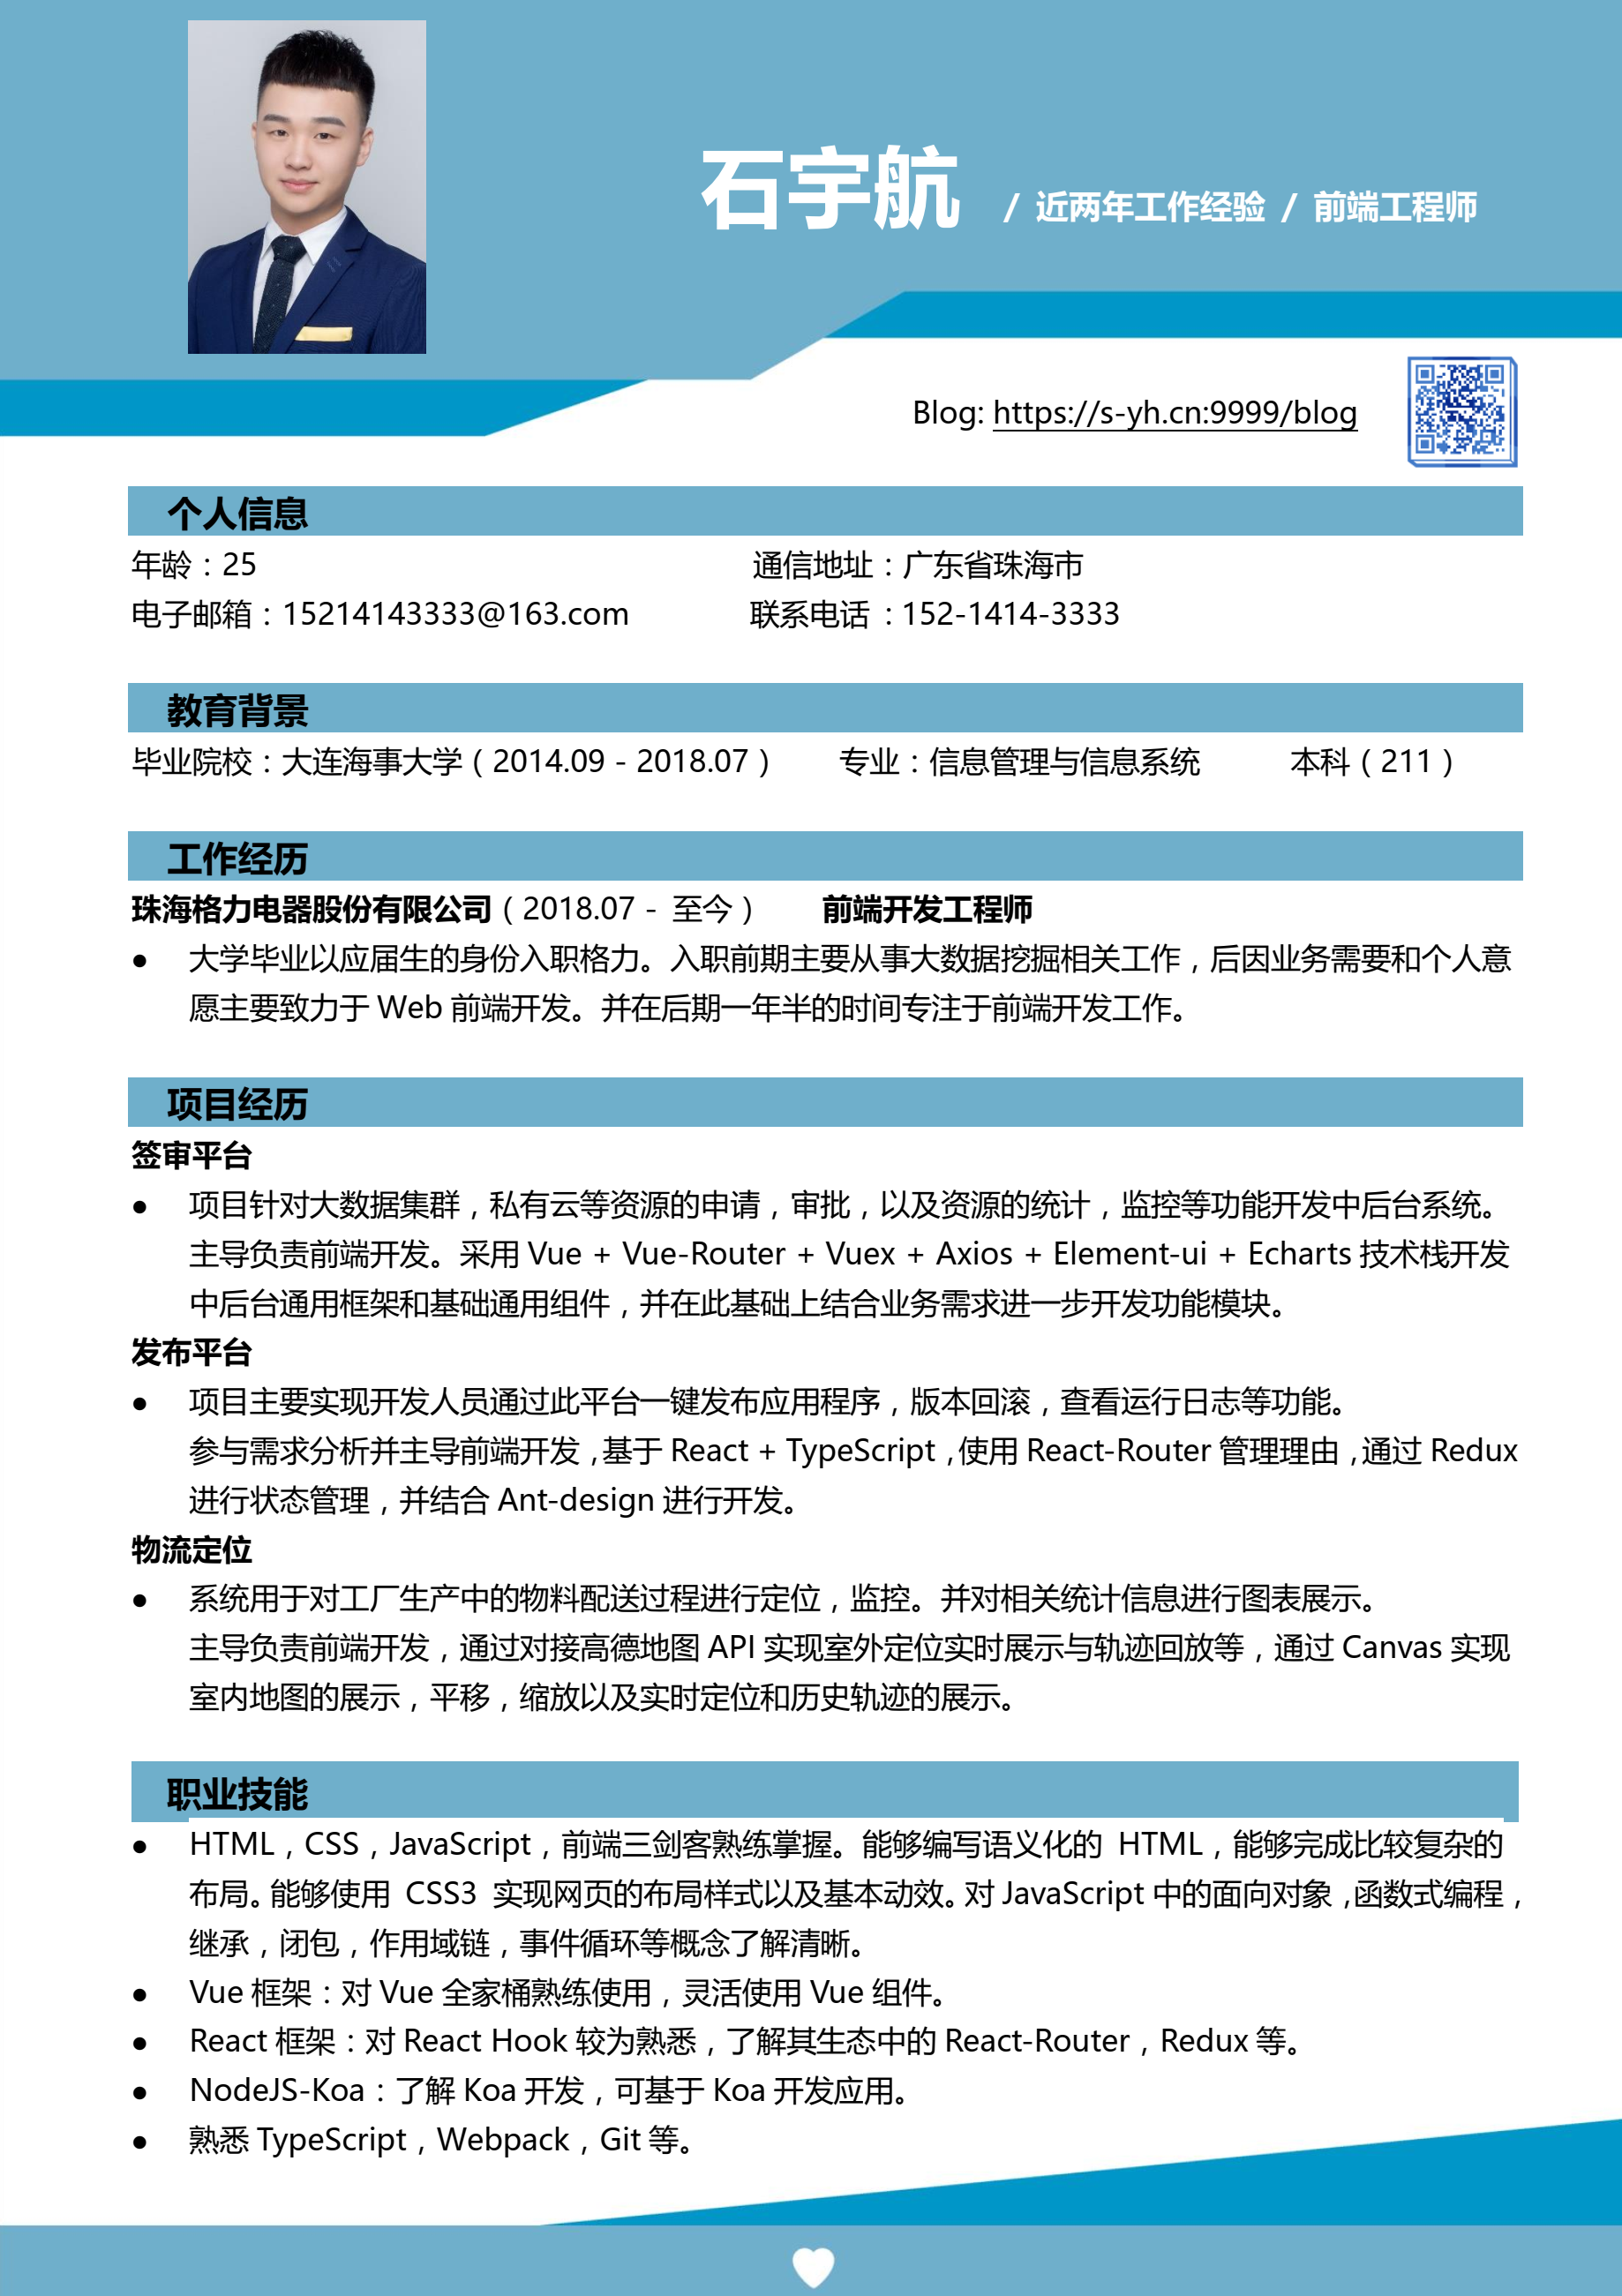 石宇航 / 近两年工作经验 / 前端工程师
Blog: https://s-yh.cn:9999/blog
个人信息
年龄：25 通信地址：广东省珠海市
电子邮箱：15214143333@163.com 联系电话 ：152-1414-3333
教育背景
毕业院校：大连海事大学（2014.09 - 2018.07） 专业：信息管理与信息系统 本科（211）
工作经历
珠海格力电器股份有限公司（2018.07 - 至今） 前端开发工程师
● 大学毕业以应届生的身份入职格力。入职前期主要从事大数据挖掘相关工作，后因业务需要和个人意
愿主要致力于 Web 前端开发。并在后期一年半的时间专注于前端开发工作。
项目经历
签审平台
● 项目针对大数据集群，私有云等资源的申请，审批，以及资源的统计，监控等功能开发中后台系统。
主导负责前端开发。采用 Vue + Vue-Router + Vuex + Axios + Element-ui + Echarts 技术栈开发
中后台通用框架和基础通用组件，并在此基础上结合业务需求进一步开发功能模块。
发布平台
● 项目主要实现开发人员通过此平台一键发布应用程序，版本回滚，查看运行日志等功能。
参与需求分析并主导前端开发，基于 React + TypeScript，使用 React-Router 管理理由，通过 Redux
进行状态管理，并结合 Ant-design 进行开发。
物流定位
● 系统用于对工厂生产中的物料配送过程进行定位，监控。并对相关统计信息进行图表展示。
主导负责前端开发，通过对接高德地图 API 实现室外定位实时展示与轨迹回放等，通过 Canvas 实现
室内地图的展示，平移，缩放以及实时定位和历史轨迹的展示。
职业技能
● HTML，CSS，JavaScript，前端三剑客熟练掌握。能够编写语义化的 HTML，能够完成比较复杂的
布局。能够使用 CSS3 实现网页的布局样式以及基本动效。对 JavaScript 中的面向对象，函数式编程，
继承，闭包，作用域链，事件循环等概念了解清晰。
● Vue 框架：对 Vue 全家桶熟练使用，灵活使用 Vue 组件。
● React 框架：对 React Hook 较为熟悉，了解其生态中的 React-Router，Redux 等。
● NodeJS-Koa：了解 Koa 开发，可基于 Koa 开发应用。
● 熟悉 TypeScript，Webpack，Git 等。